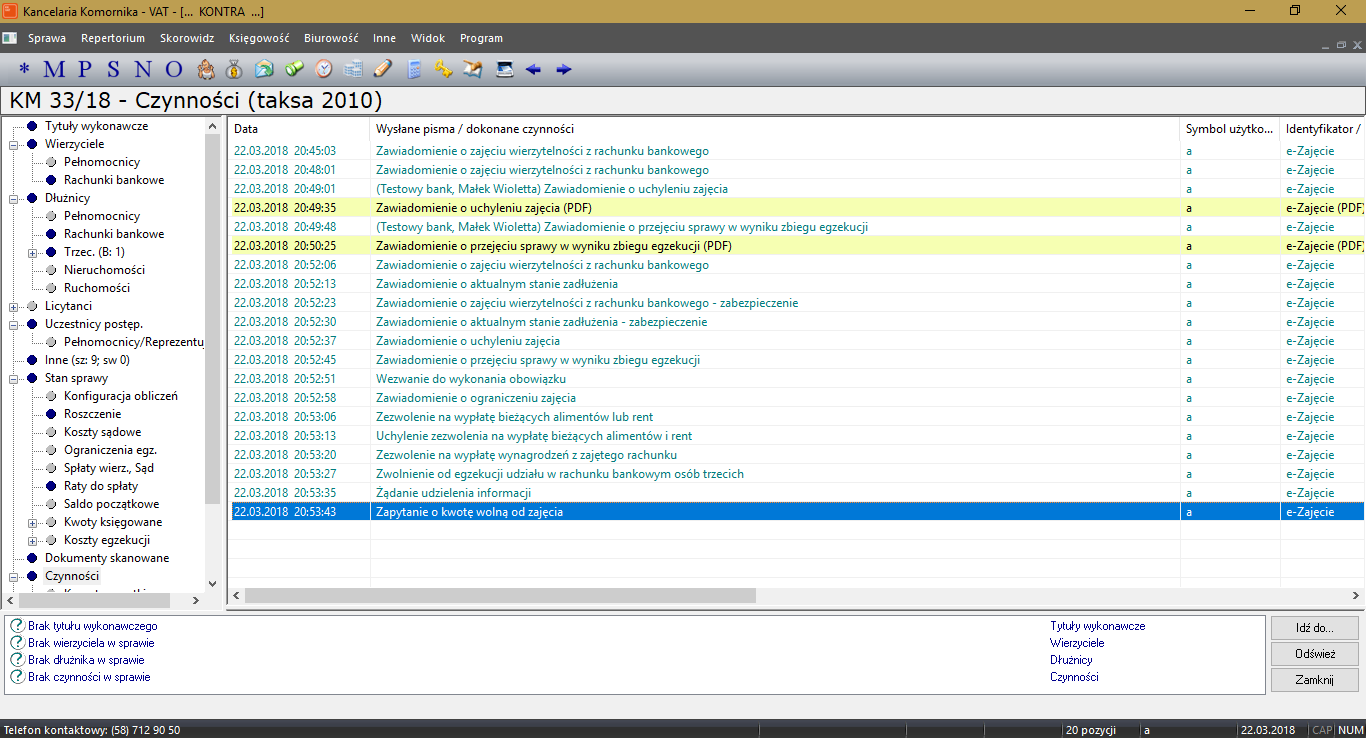 Kancelaria Komornika - VAT - [... KONTRA ...]
Sprawa Repertorium Skorowidz Księgowość Biurowość Inne Widok Program
* M P S N O
KM 33/18 - Czynności (taksa 2010)
Tytuły wykonawcze
Wierzyciele
Pełnomocnicy
Rachunki bankowe
Dłużnicy
Pełnomocnicy
Rachunki bankowe
Trzec. (B: 1)
Nieruchomości
Ruchomości
Licytanci
Uczestnicy postęp.
Pełnomocnicy/Reprezentu
Inne (sz: 9; sw 0)
Stan sprawy
Konfiguracja obliczeń
Roszczenie
Koszty sądowe
Ograniczenia egz.
Spłaty wierz., Sąd
Raty do spłaty
Saldo początkowe
Kwoty księgowane
Koszty egzekucji
Dokumenty skanowane
Czynności
Data Wysłane pisma / dokonane czynności Symbol użytko... Identyfikator /
22.03.2018 20:45:03 Zawiadomienie o zajęciu wierzytelności z rachunku bankowego a e-Zajęcie
22.03.2018 20:48:01 Zawiadomienie o zajęciu wierzytelności z rachunku bankowego a e-Zajęcie
22.03.2018 20:49:01 (Testowy bank, Małek Wioletta) Zawiadomienie o uchyleniu zajęcia a e-Zajęcie
22.03.2018 20:49:35 Zawiadomienie o uchyleniu zajęcia (PDF) a e-Zajęcie (PDF)
22.03.2018 20:49:48 (Testowy bank, Małek Wioletta) Zawiadomienie o przejęciu sprawy w wyniku zbiegu egzekucji a e-Zajęcie
22.03.2018 20:50:25 Zawiadomienie o przejęciu sprawy w wyniku zbiegu egzekucji (PDF) a e-Zajęcie (PDF)
22.03.2018 20:52:06 Zawiadomienie o zajęciu wierzytelności z rachunku bankowego a e-Zajęcie
22.03.2018 20:52:13 Zawiadomienie o aktualnym stanie zadłużenia a e-Zajęcie
22.03.2018 20:52:23 Zawiadomienie o zajęciu wierzytelności z rachunku bankowego - zabezpieczenie a e-Zajęcie
22.03.2018 20:52:30 Zawiadomienie o aktualnym stanie zadłużenia - zabezpieczenie a e-Zajęcie
22.03.2018 20:52:37 Zawiadomienie o uchyleniu zajęcia a e-Zajęcie
22.03.2018 20:52:45 Zawiadomienie o przejęciu sprawy w wyniku zbiegu egzekucji a e-Zajęcie
22.03.2018 20:52:51 Wezwanie do wykonania obowiązku a e-Zajęcie
22.03.2018 20:52:58 Zawiadomienie o ograniczeniu zajęcia a e-Zajęcie
22.03.2018 20:53:06 Zezwolenie na wypłatę bieżących alimentów lub rent a e-Zajęcie
22.03.2018 20:53:13 Uchylenie zezwolenia na wypłatę bieżących alimentów i rent a e-Zajęcie
22.03.2018 20:53:20 Zezwolenie na wypłatę wynagrodzeń z zajętego rachunku a e-Zajęcie
22.03.2018 20:53:27 Zwolnienie od egzekucji udziału w rachunku bankowym osób trzecich a e-Zajęcie
22.03.2018 20:53:35 Żądanie udzielenia informacji a e-Zajęcie
22.03.2018 20:53:43 Zapytanie o kwotę wolną od zajęcia a e-Zajęcie
Brak tytułu wykonawczego Tytuły wykonawcze
Brak wierzyciela w sprawie Wierzyciele
Brak dłużnika w sprawie Dłużnicy
Brak czynności w sprawie Czynności
Idź do...
Odśwież
Zamknij
Telefon kontaktowy: (58) 712 90 50 20 pozycji a 22.03.2018 CAP NUM